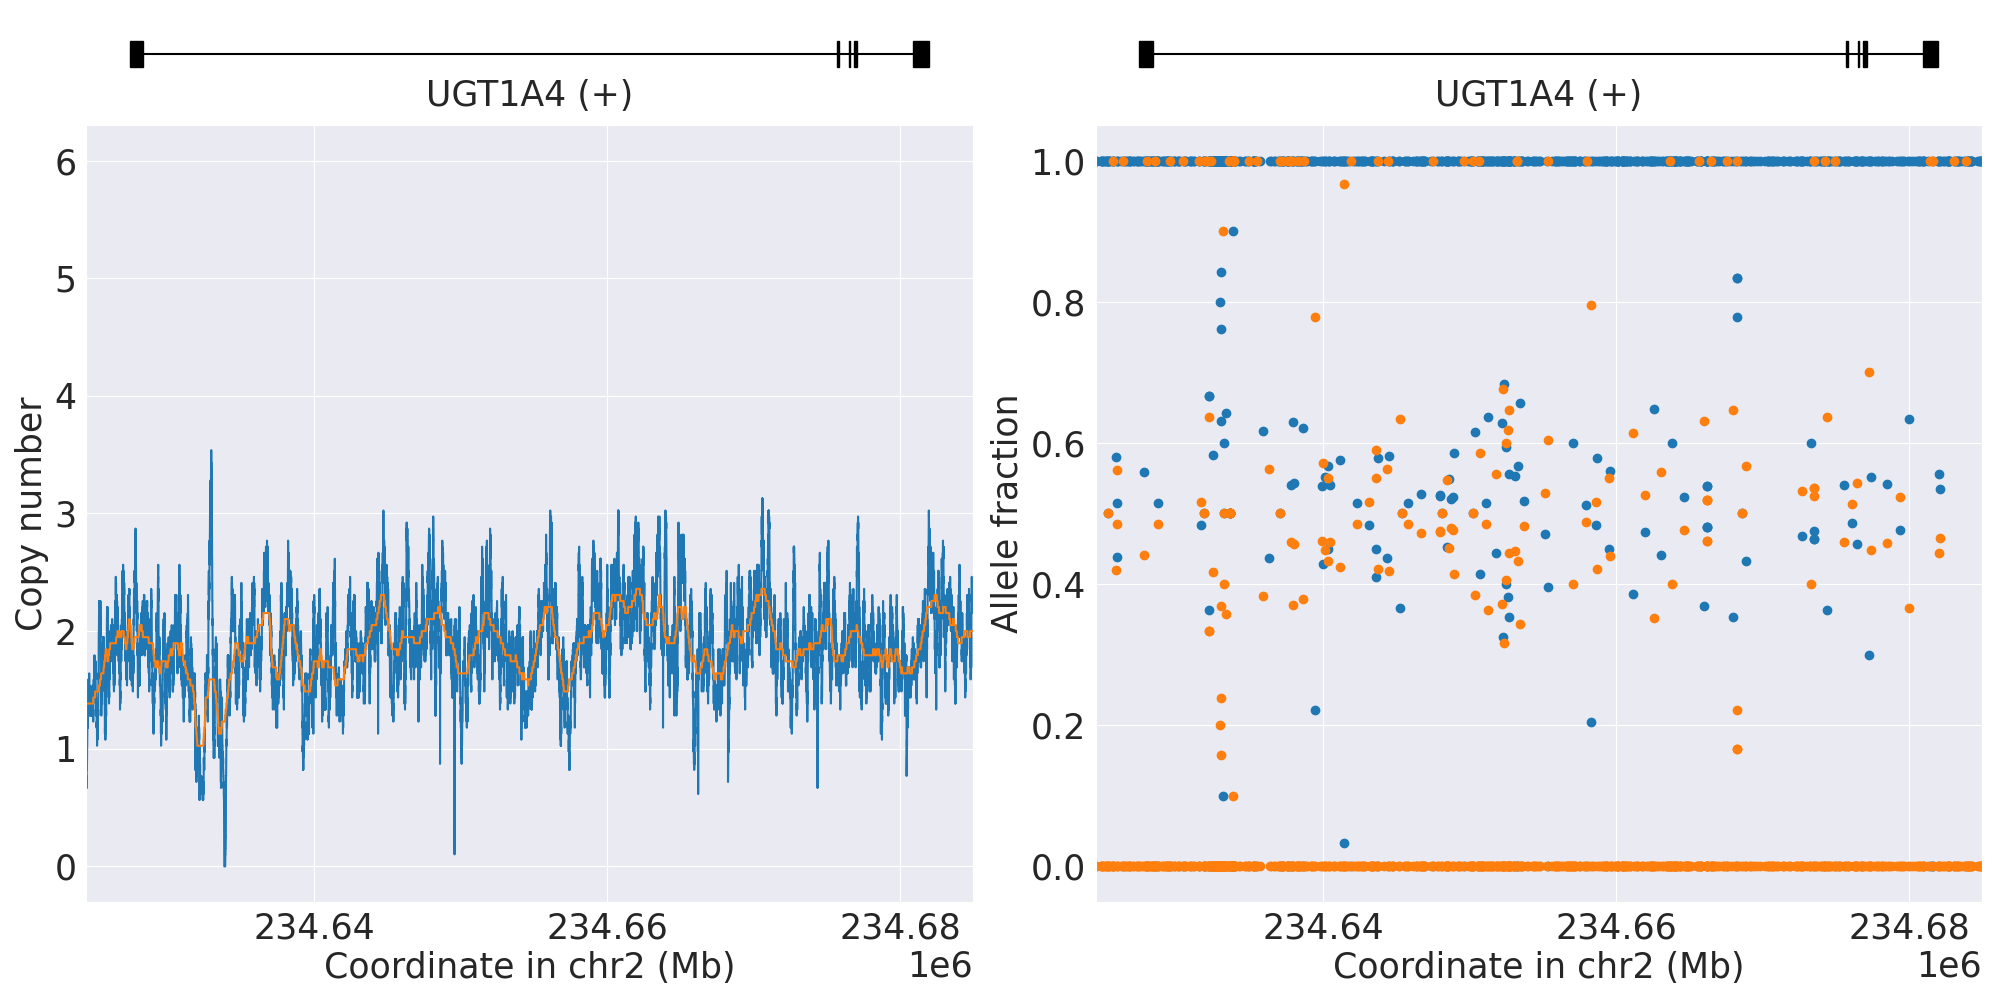 UGT1A4 (+)
6
5
4
3
2
1
0
Copy number
234.64 234.66 234.68
1e6
Coordinate in chr2 (Mb)
UGT1A4 (+)
1.0
0.8
0.6
0.4
0.2
0.0
Allele fraction
234.64 234.66 234.68
1e6
Coordinate in chr2 (Mb)